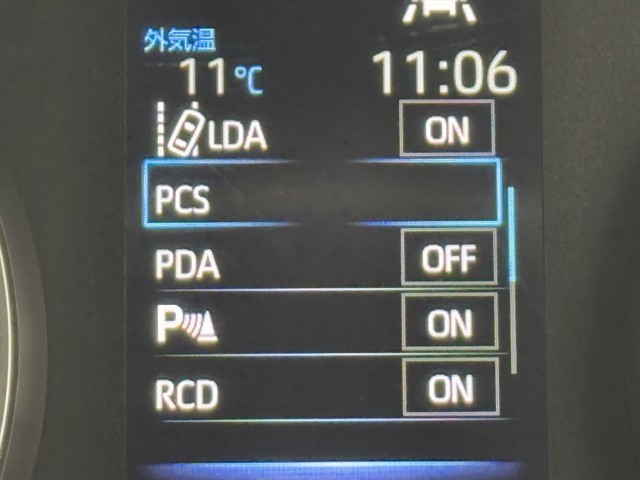 外気温
11℃ 11:06
LDA ON
PCS
PDA OFF
P ON
RCD ON